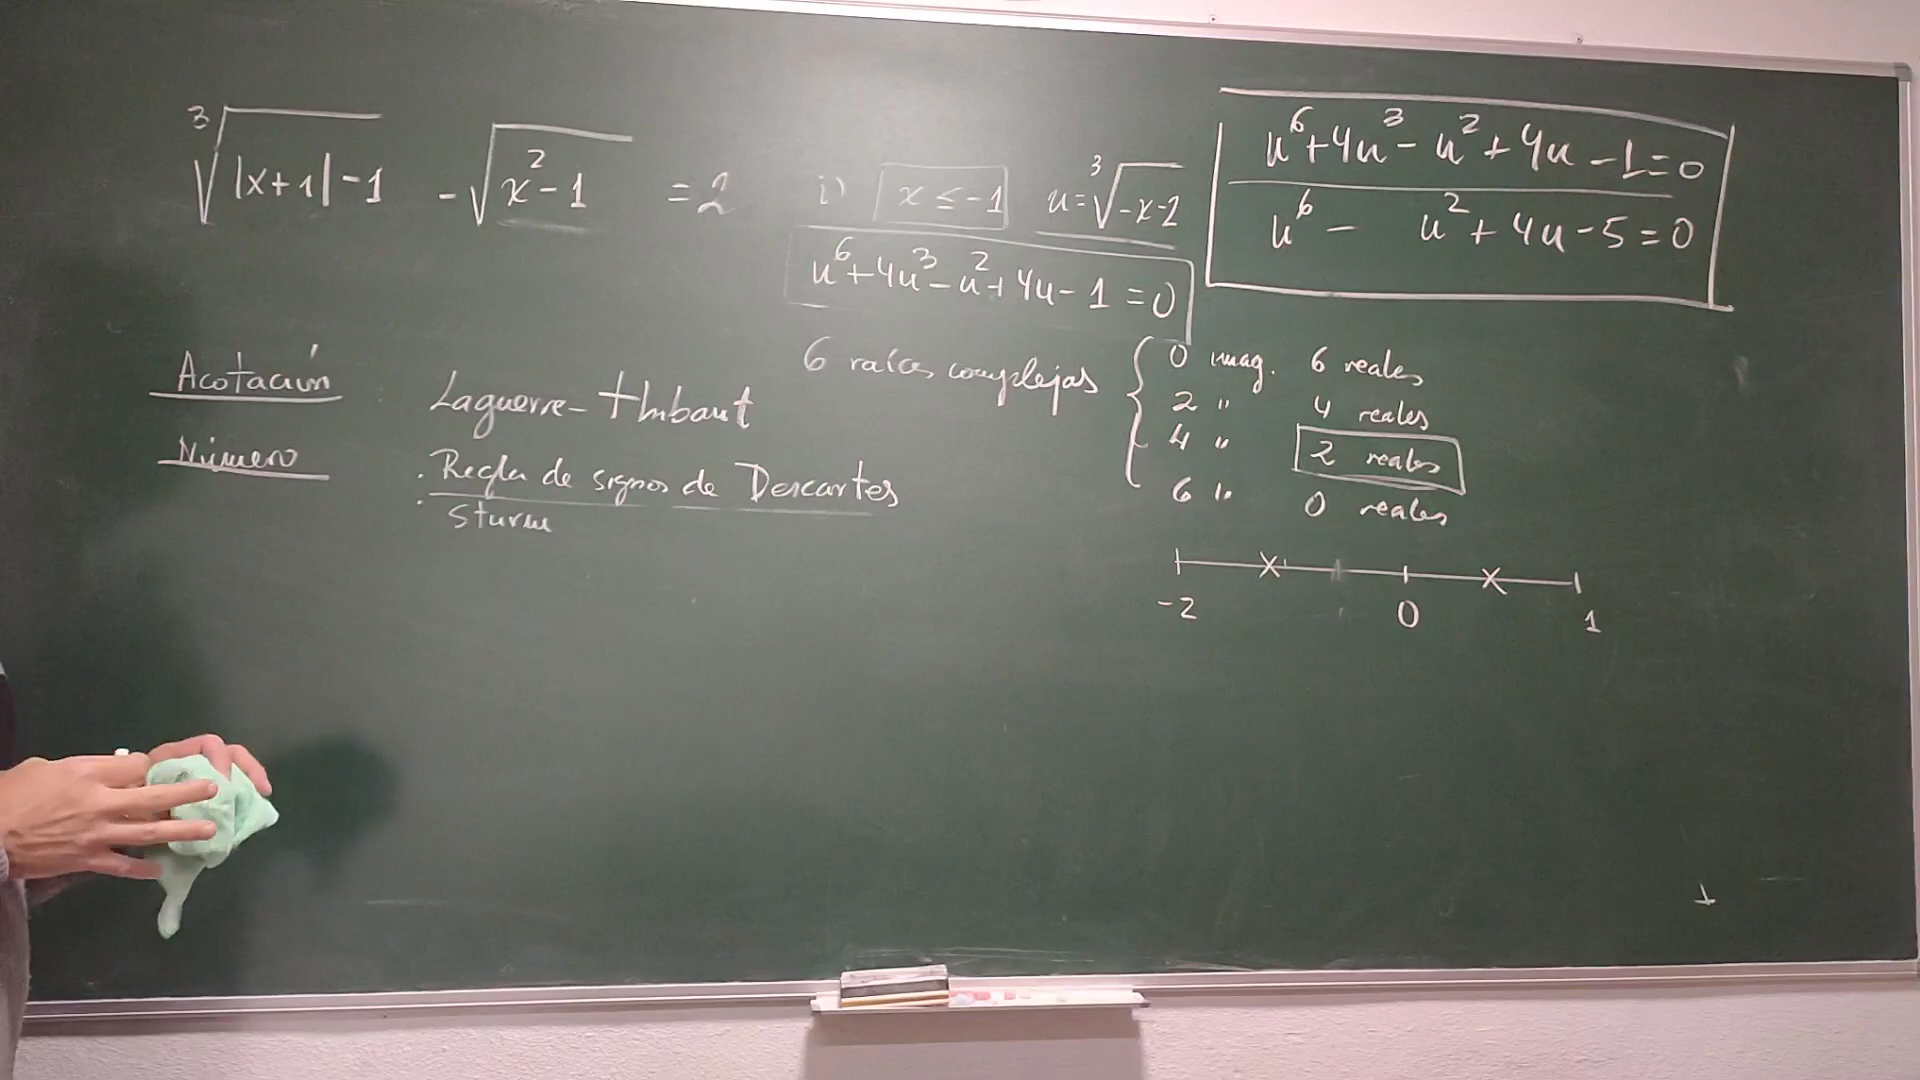 ∛(|x+1|-1) - √(x²-1) = 2
i) x ≤ -1   u = ∛(-x-2)
u⁶+4u³-u²+4u-1=0
u⁶+4u³-u²+4u-1=0
u⁶-   u²+4u-5=0
Acotación : Laguerre-Thibaut
Número · Regla de signos de Descartes
· Sturm
6 raíces complejas { 0 imag. 6 reales
2 " 4 reales
4 " 2 reales
6 " 0 reales
-2 0 1